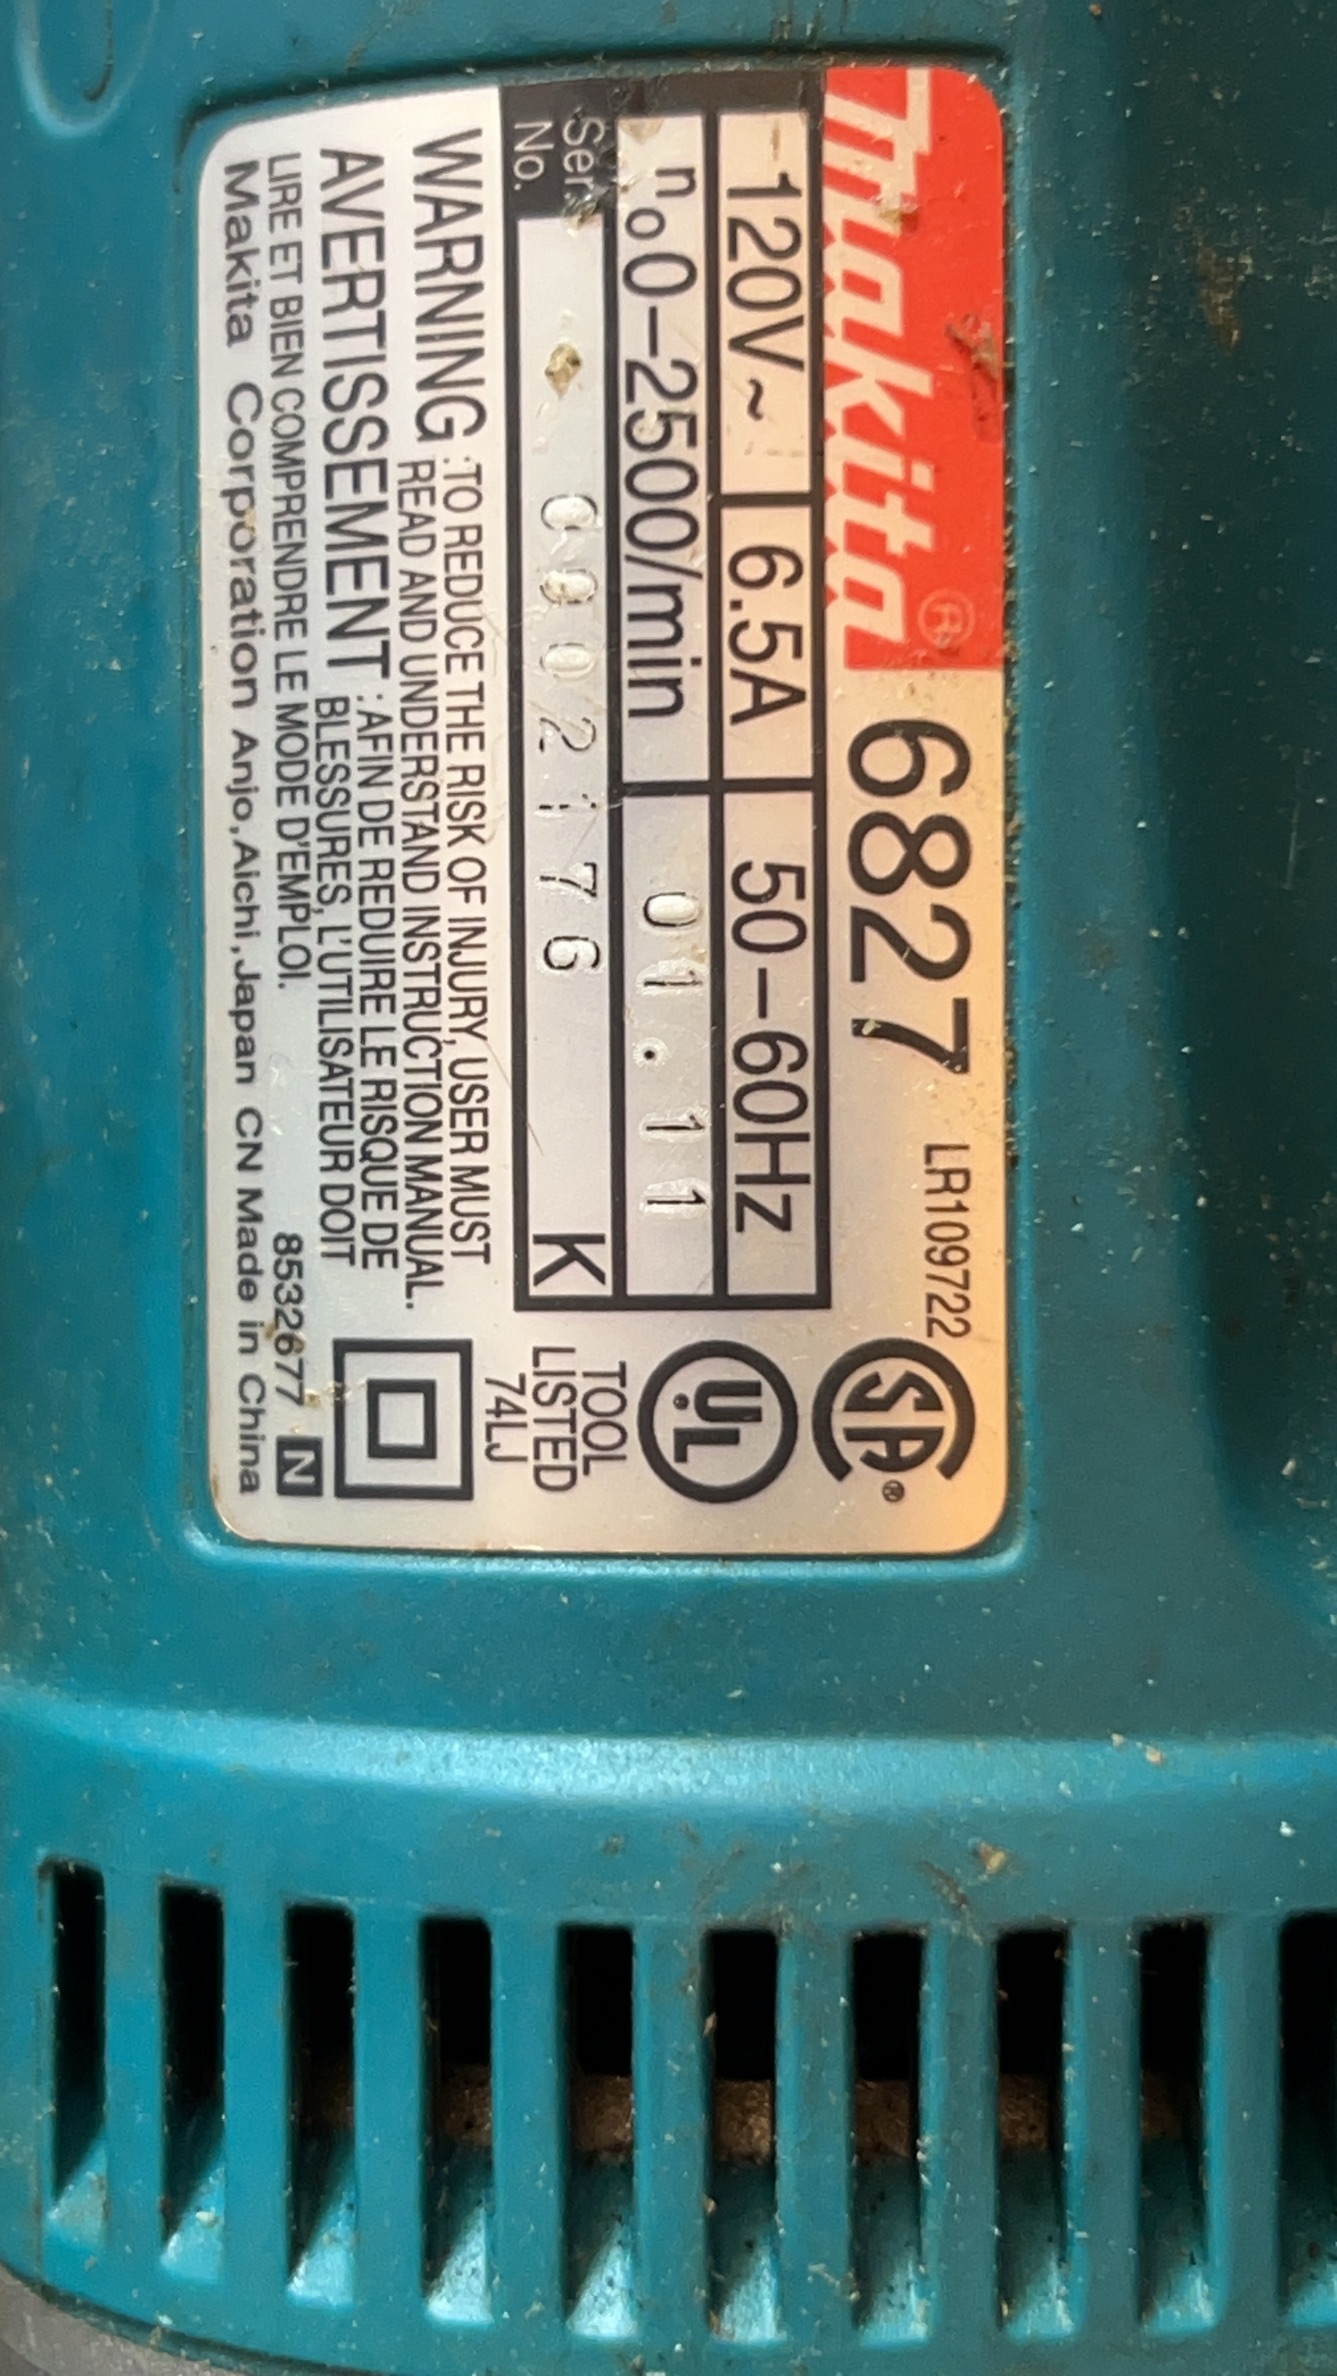 makita® 6827 LR109722
120V~ 6.5A 50-60Hz
n₀0-2500/min 01.11
Ser. No. 0002176 K
WARNING :TO REDUCE THE RISK OF INJURY, USER MUST
READ AND UNDERSTAND INSTRUCTION MANUAL.
AVERTISSEMENT :AFIN DE REDUIRE LE RISQUE DE
BLESSURES, L'UTILISATEUR DOIT
LIRE ET BIEN COMPRENDRE LE MODE D'EMPLOI.
8532677 N
Makita Corporation Anjo,Aichi,Japan CN Made in China
SA®
UL
TOOL
LISTED
74LJ